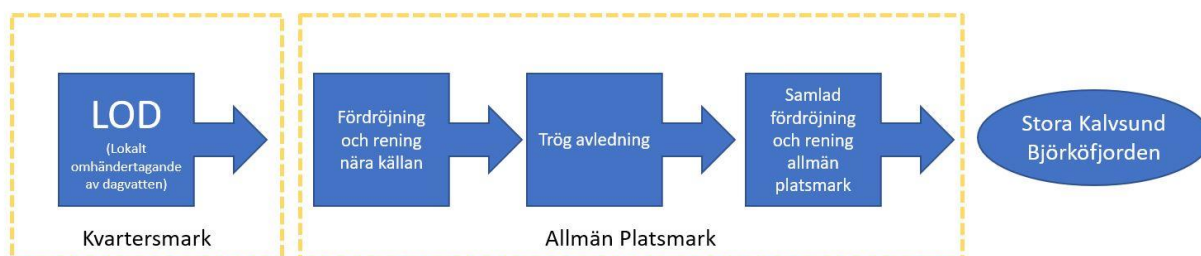 LOD
(Lokalt
omhändertagande
av dagvatten)
Kvartersmark
Fördröjning
och rening
nära källan
Trög avledning
Samlad
fördröjning
och rening
allmän
platsmark
Allmän Platsmark
Stora Kalvsund
Björköfjorden